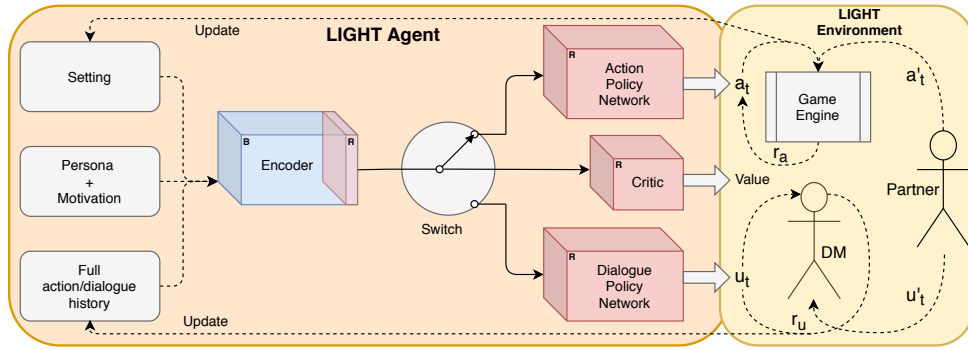 Update
LIGHT Agent
LIGHT
Environment
Setting
Persona
+
Motivation
Full
action/dialogue
history
B
R
Encoder
Switch
R
Action
Policy
Network
R
Critic
R
Dialogue
Policy
Network
a_t
Value
u_t
Game
Engine
r_a
a'_t
Partner
DM
u'_t
r_u
Update